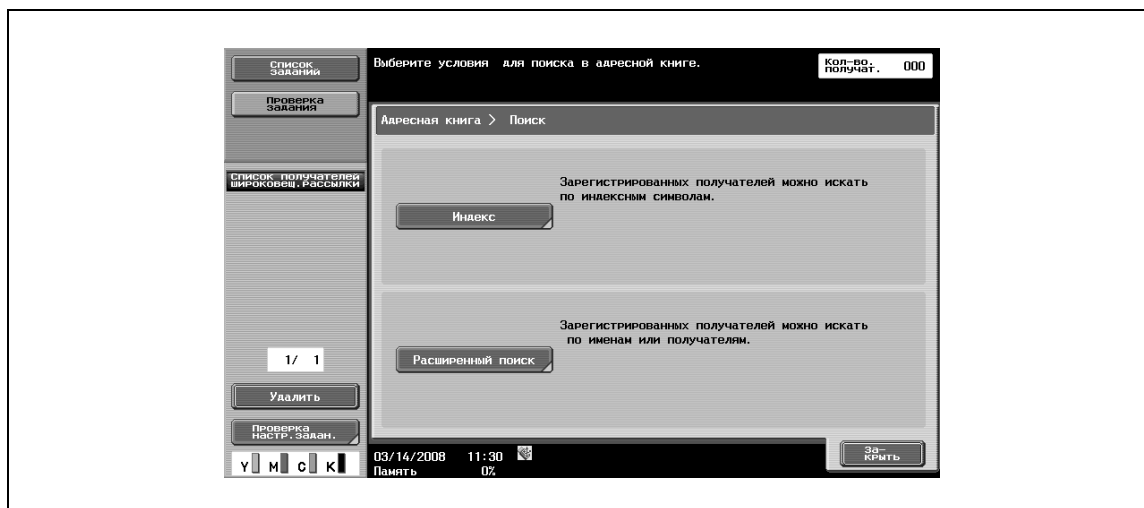 Список
заданий
Выберите условия для поиска в адресной книге.
Кол-во.
получат.
000
Проверка
задания
Адресная книга > Поиск
Список получателей
широковещ.рассылки
Зарегистрированных получателей можно искать
по индексным символам.
Индекс
Зарегистрированных получателей можно искать
по именам или получателям.
Расширенный поиск
1/ 1
Удалить
Проверка
настр.задан.
За-
крыть
Y M C K
03/14/2008 11:30
Память 0%